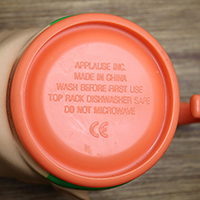 APPLAUSE INC.
MADE IN CHINA
WASH BEFORE FIRST USE
TOP RACK DISHWASHER SAFE
DO NOT MICROWAVE
CE